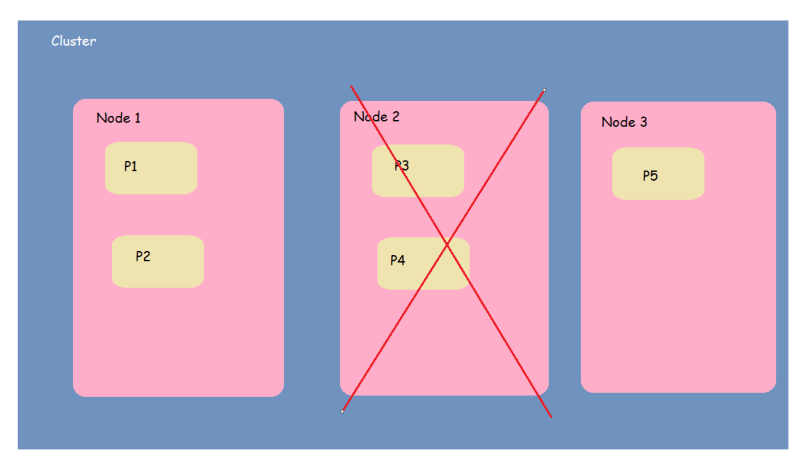 Cluster
Node 1
P1
P2
Node 2
P3
P4
Node 3
P5